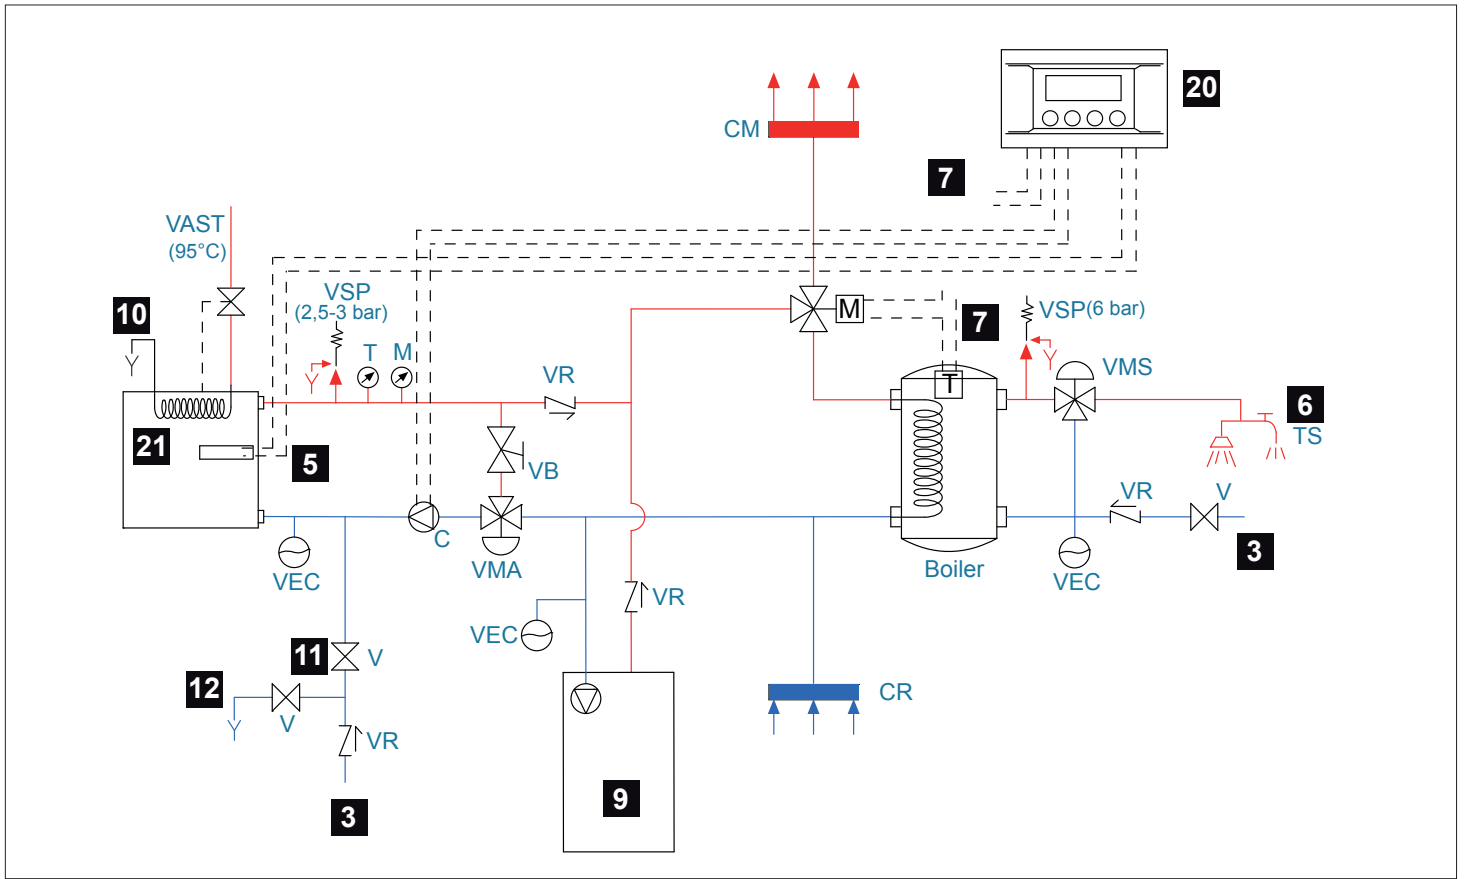 20
CM
7
VAST
(95°C)
VSP
(2,5-3 bar)
10
T
M
VR
M
7
VSP(6 bar)
VMS
T
6
TS
21
5
VB
C
VMA
VEC
VR
V
3
Boiler
VEC
VR
VEC
11
V
12
V
VR
CR
9
3